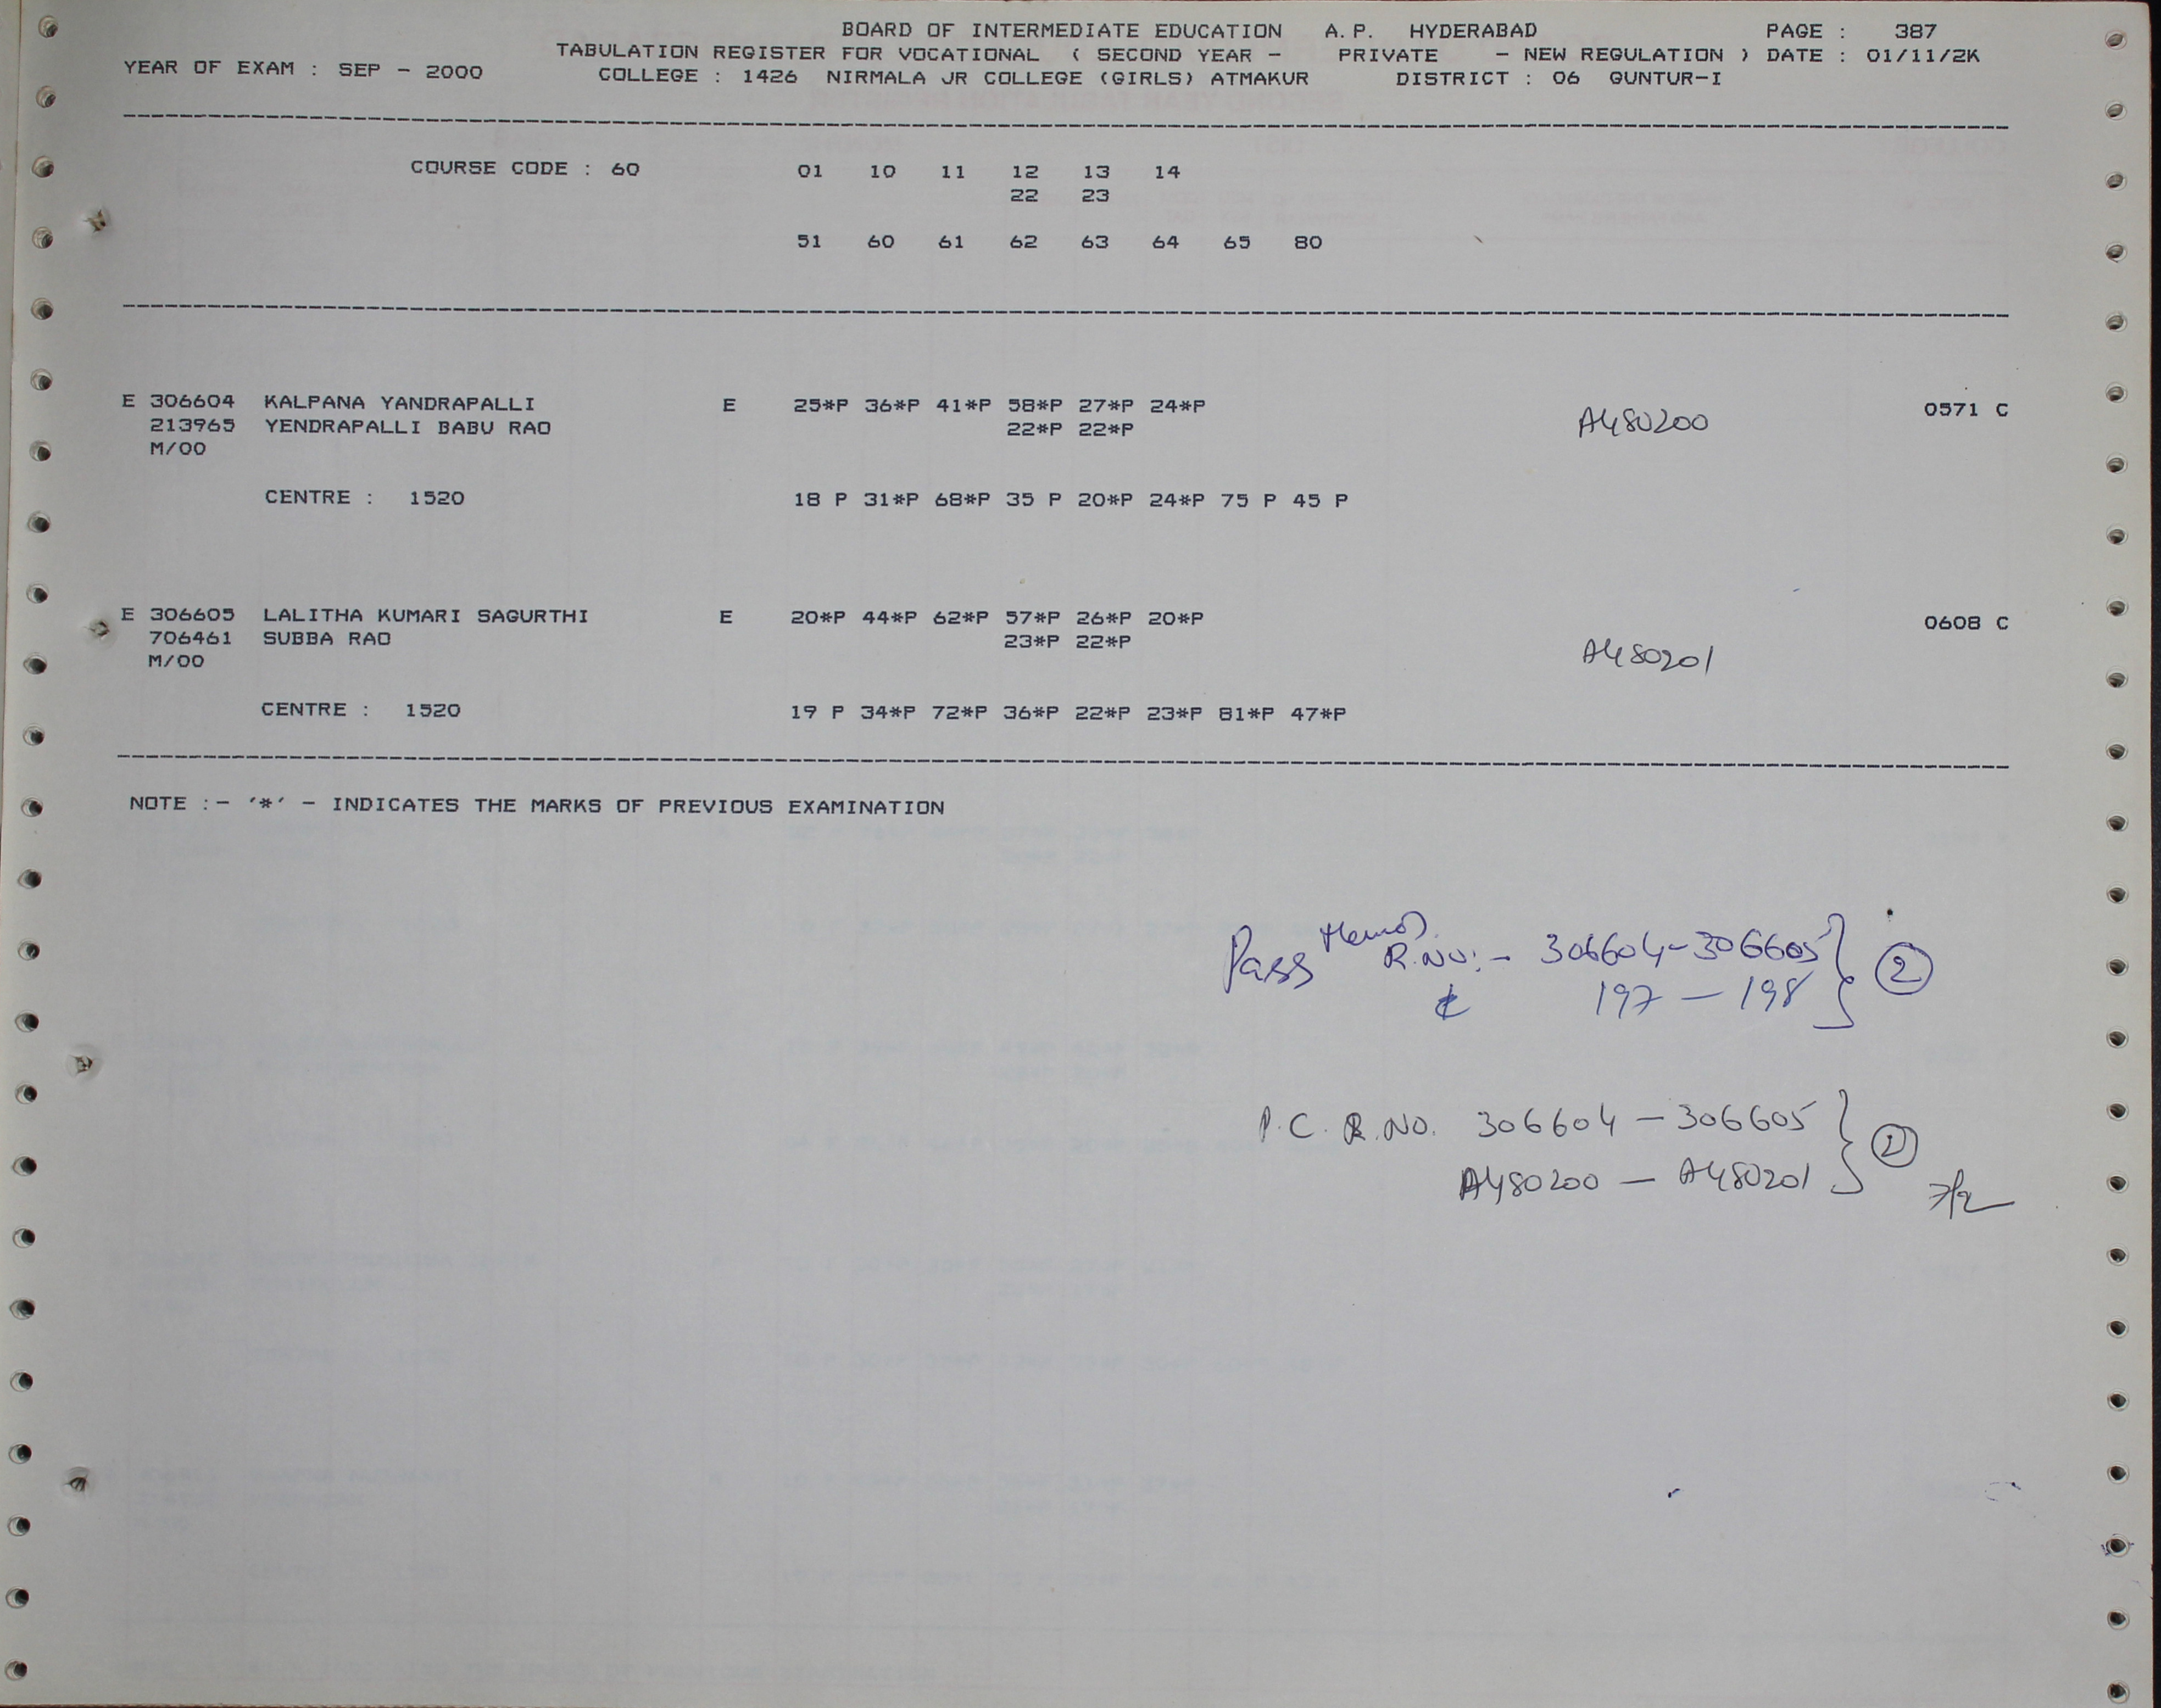 BOARD OF INTERMEDIATE EDUCATION A.P. HYDERABAD PAGE : 387
TABULATION REGISTER FOR VOCATIONAL ( SECOND YEAR - PRIVATE - NEW REGULATION ) DATE : 01/11/2K
YEAR OF EXAM : SEP - 2000 COLLEGE : 1426 NIRMALA JR COLLEGE (GIRLS) ATMAKUR DISTRICT : 06 GUNTUR-I
COURSE CODE : 60 01 10 11 12 13 14
22 23
51 60 61 62 63 64 65 80
E 306604 KALPANA YANDRAPALLI E 25*P 36*P 41*P 58*P 27*P 24*P A480200 0571 C
213965 YENDRAPALLI BABU RAO 22*P 22*P
M/00
CENTRE : 1520 18 P 31*P 68*P 35 P 20*P 24*P 75 P 45 P
E 306605 LALITHA KUMARI SAGURTHI E 20*P 44*P 62*P 57*P 26*P 20*P 0608 C
706461 SUBBA RAO 23*P 22*P A480201
M/00
CENTRE : 1520 19 P 34*P 72*P 36*P 22*P 23*P 81*P 47*P
NOTE :- '*' - INDICATES THE MARKS OF PREVIOUS EXAMINATION
Pass Memos R.No:- 306604-306605 } 2
197 - 198
P.C. R.NO. 306604 - 306605 } 2
A480200 - A480201